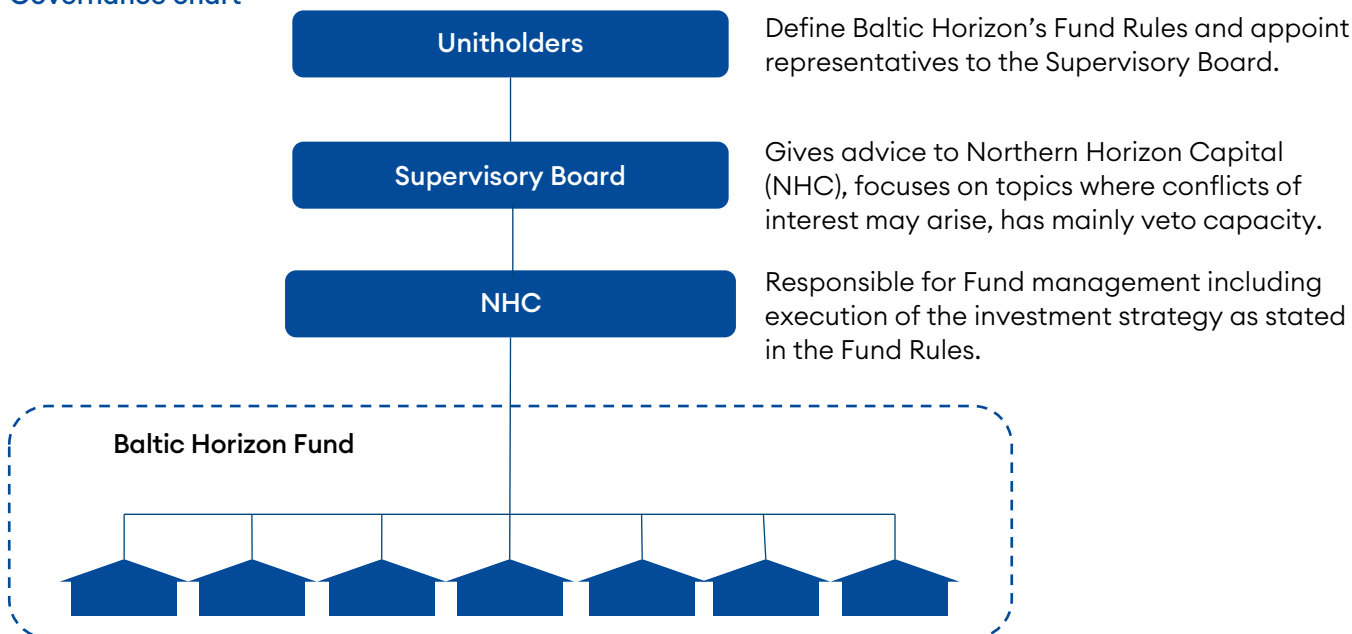 Governance chart
Unitholders
Define Baltic Horizon’s Fund Rules and appoint
representatives to the Supervisory Board.
Supervisory Board
Gives advice to Northern Horizon Capital
(NHC), focuses on topics where conflicts of
interest may arise, has mainly veto capacity.
NHC
Responsible for Fund management including
execution of the investment strategy as stated
in the Fund Rules.
Baltic Horizon Fund